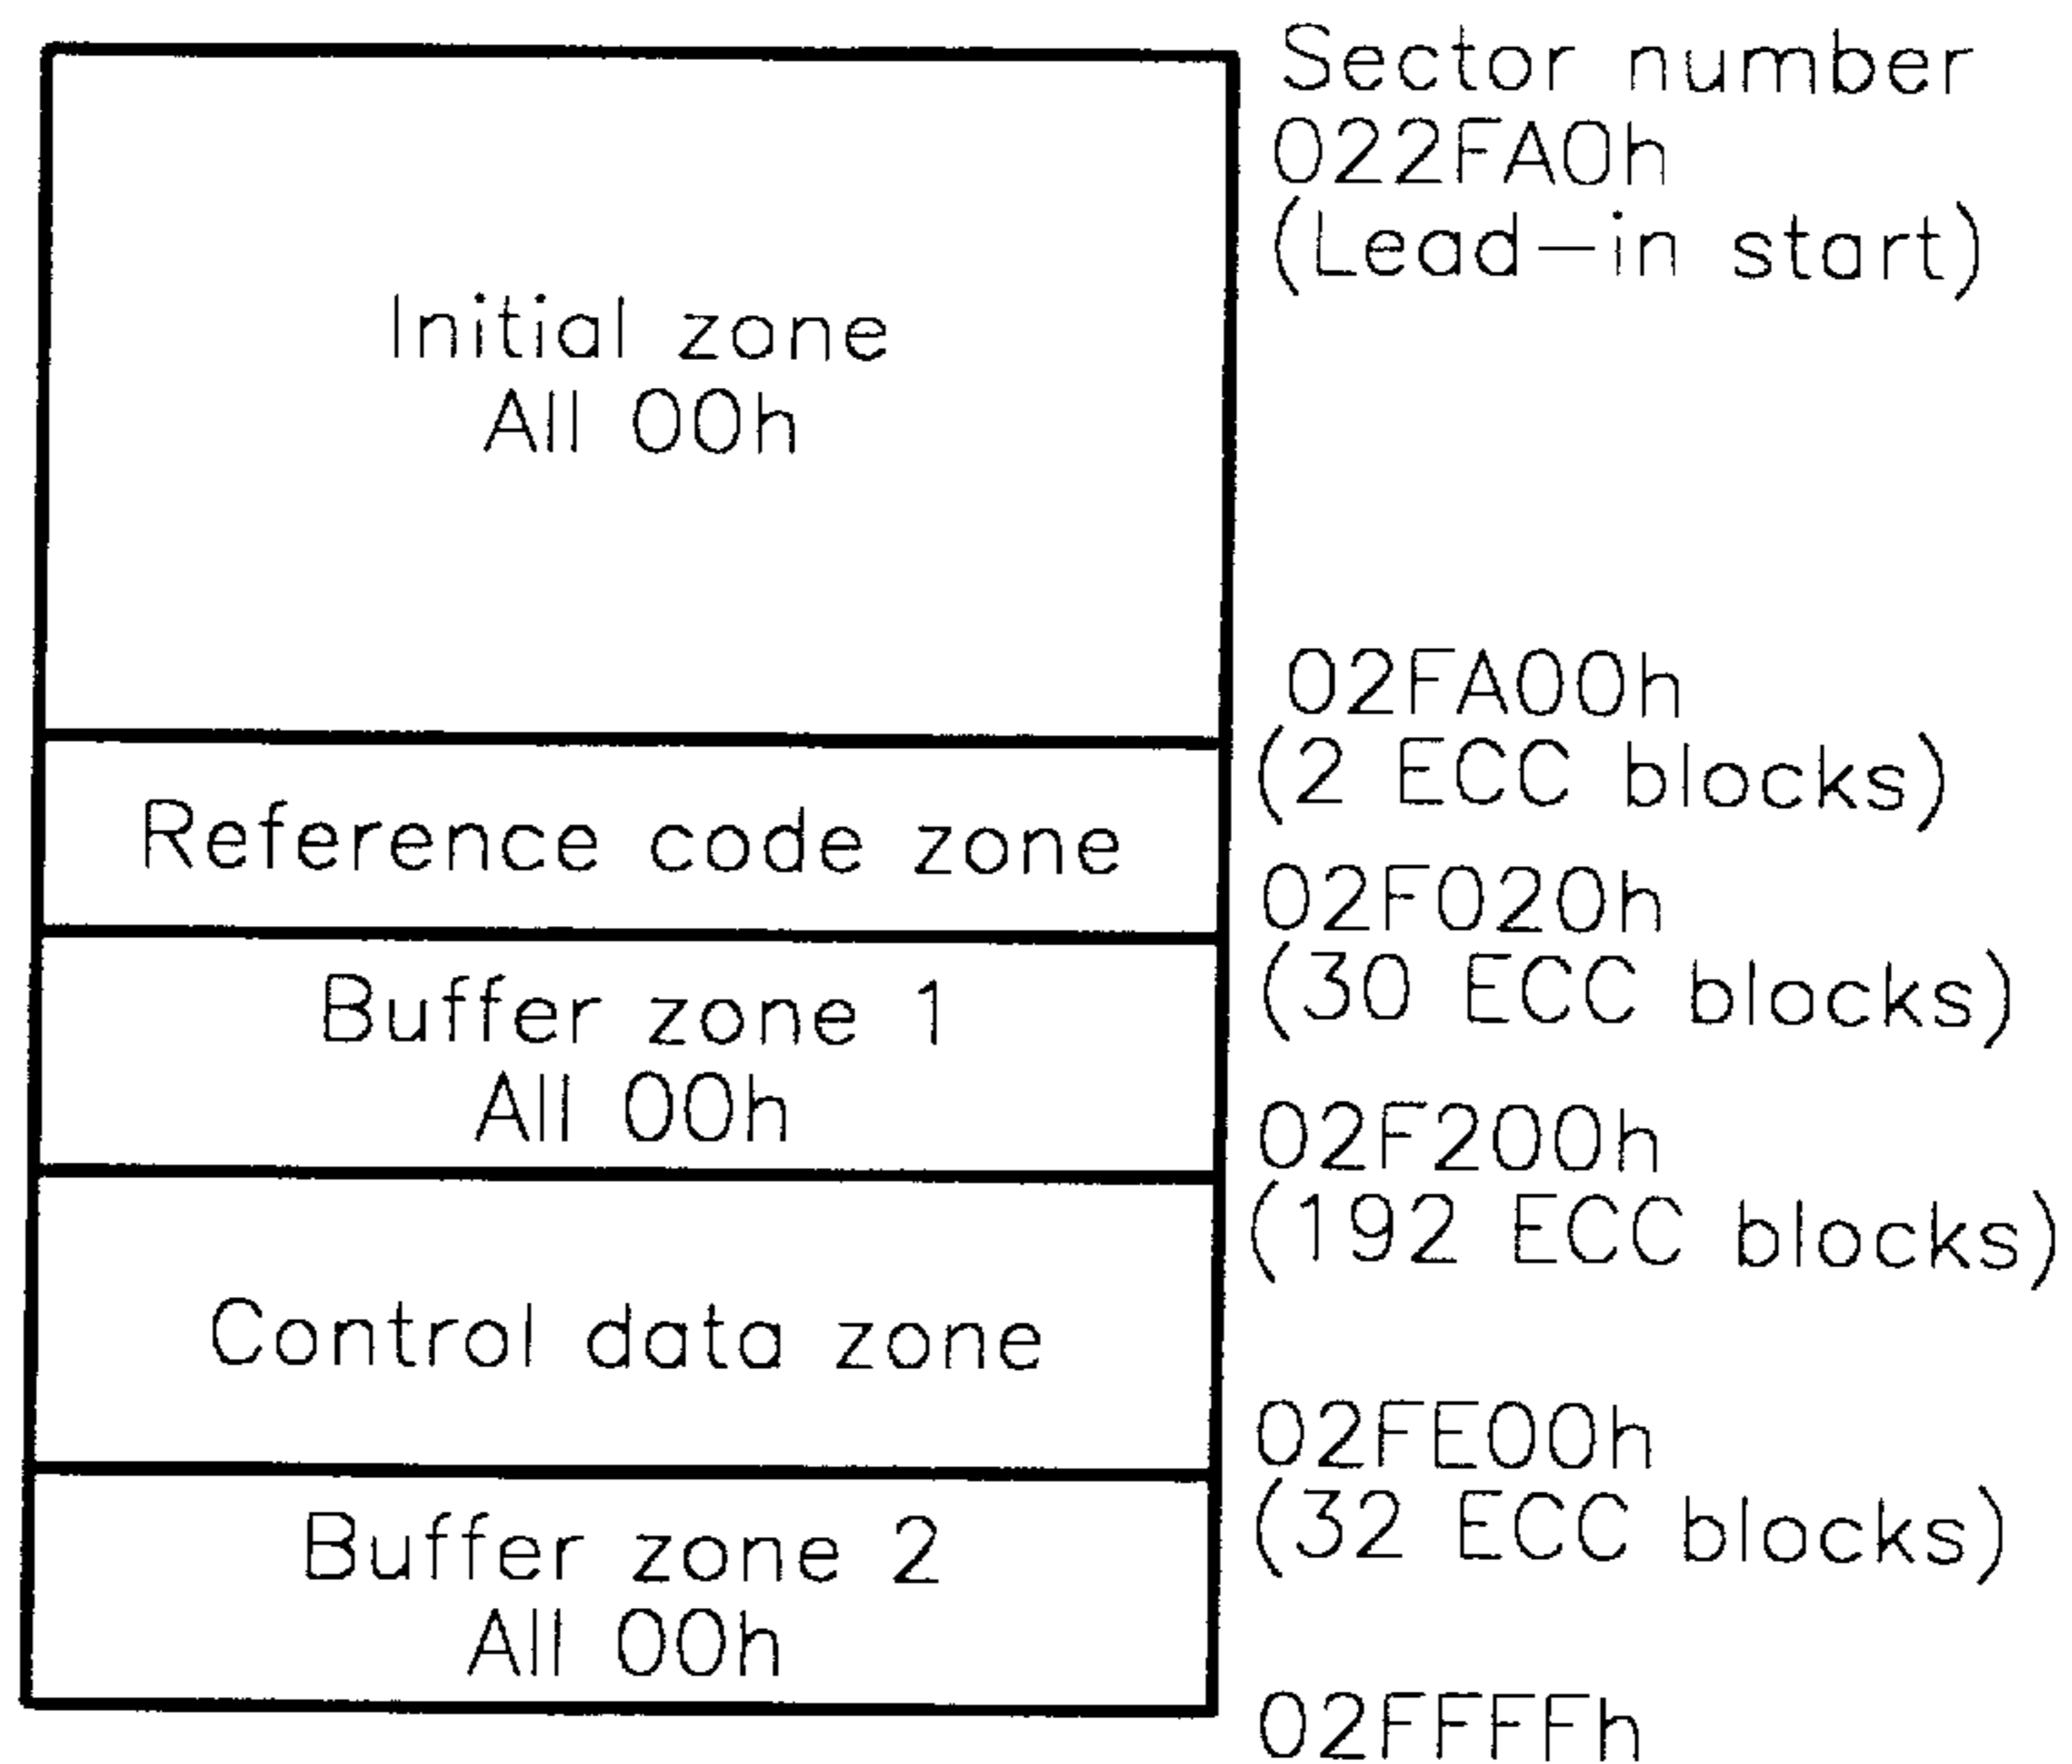 Sector number
022FA0h
(Lead-in start)
Initial zone
All 00h
02FA00h
(2 ECC blocks)
Reference code zone
02F020h
(30 ECC blocks)
Buffer zone 1
All 00h
02F200h
(192 ECC blocks)
Control data zone
02FE00h
(32 ECC blocks)
Buffer zone 2
All 00h
02FFFFh